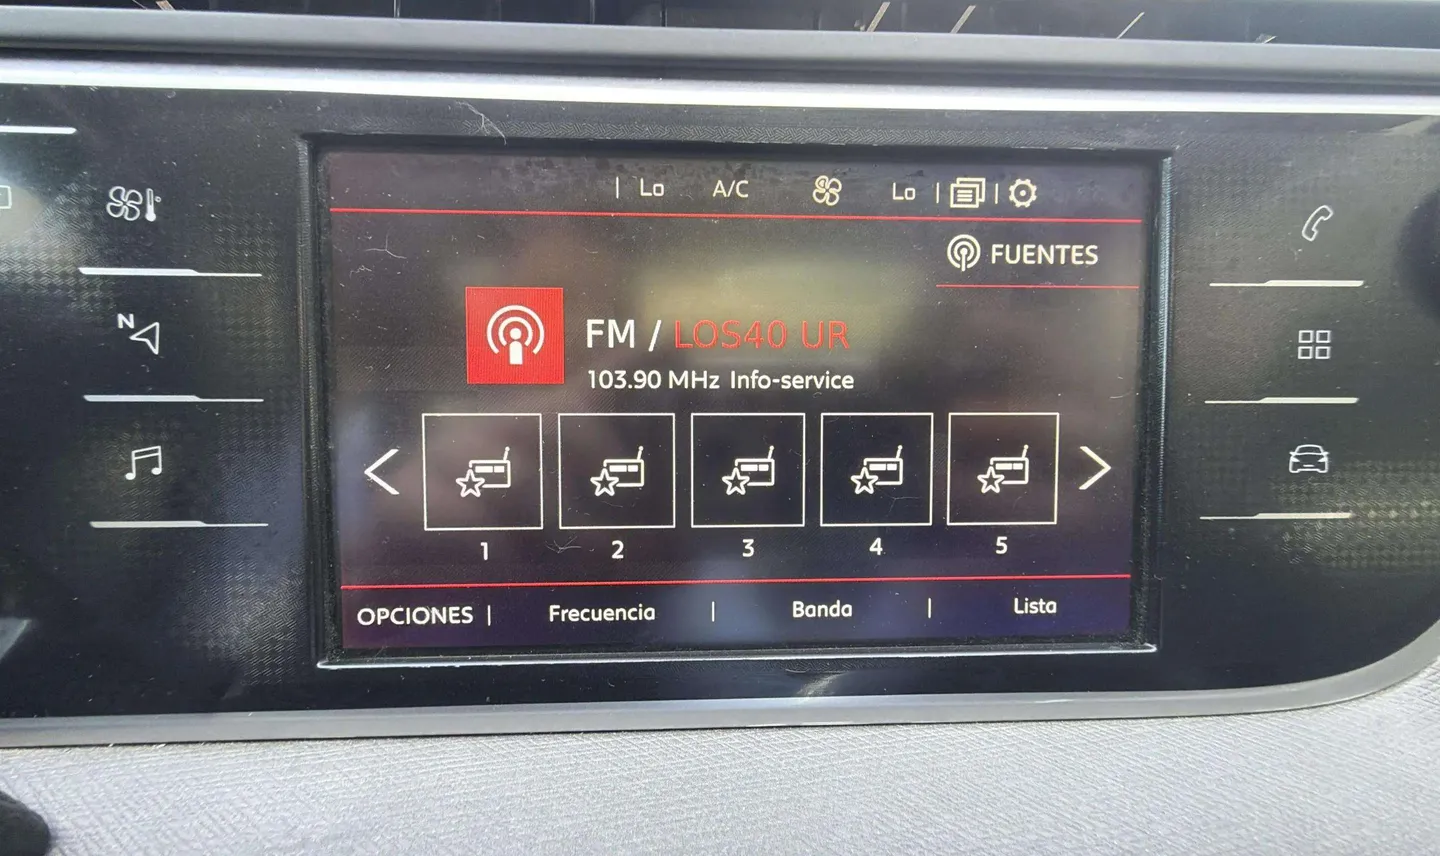 Lo A/C Lo
FUENTES
N
FM / LOS40 UR
103.90 MHz Info-service
1 2 3 4 5
OPCIONES | Frecuencia | Banda | Lista